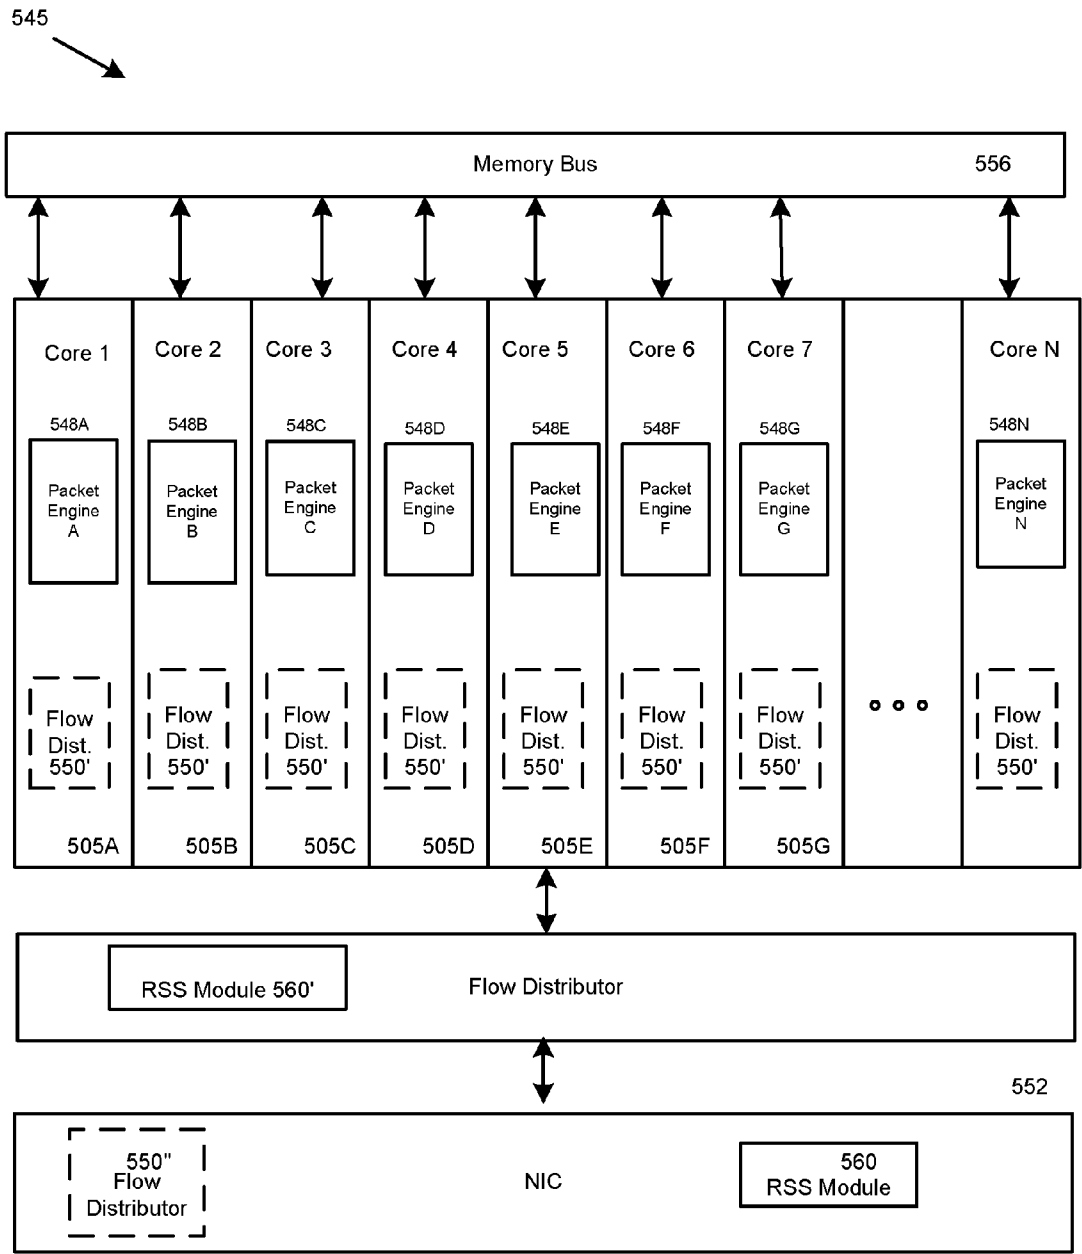 545
Memory Bus 556
Core 1 Core 2 Core 3 Core 4 Core 5 Core 6 Core 7 Core N
548A 548B 548C 548D 548E 548F 548G 548N
Packet Packet Packet Packet Packet Packet Packet Packet
Engine Engine Engine Engine Engine Engine Engine Engine
A B C D E F G N
Flow Flow Flow Flow Flow Flow Flow Flow
Dist. Dist. Dist. Dist. Dist. Dist. Dist. Dist.
550' 550' 550' 550' 550' 550' 550' 550'
505A 505B 505C 505D 505E 505F 505G
RSS Module 560' Flow Distributor
552
550" 560
Flow NIC RSS Module
Distributor